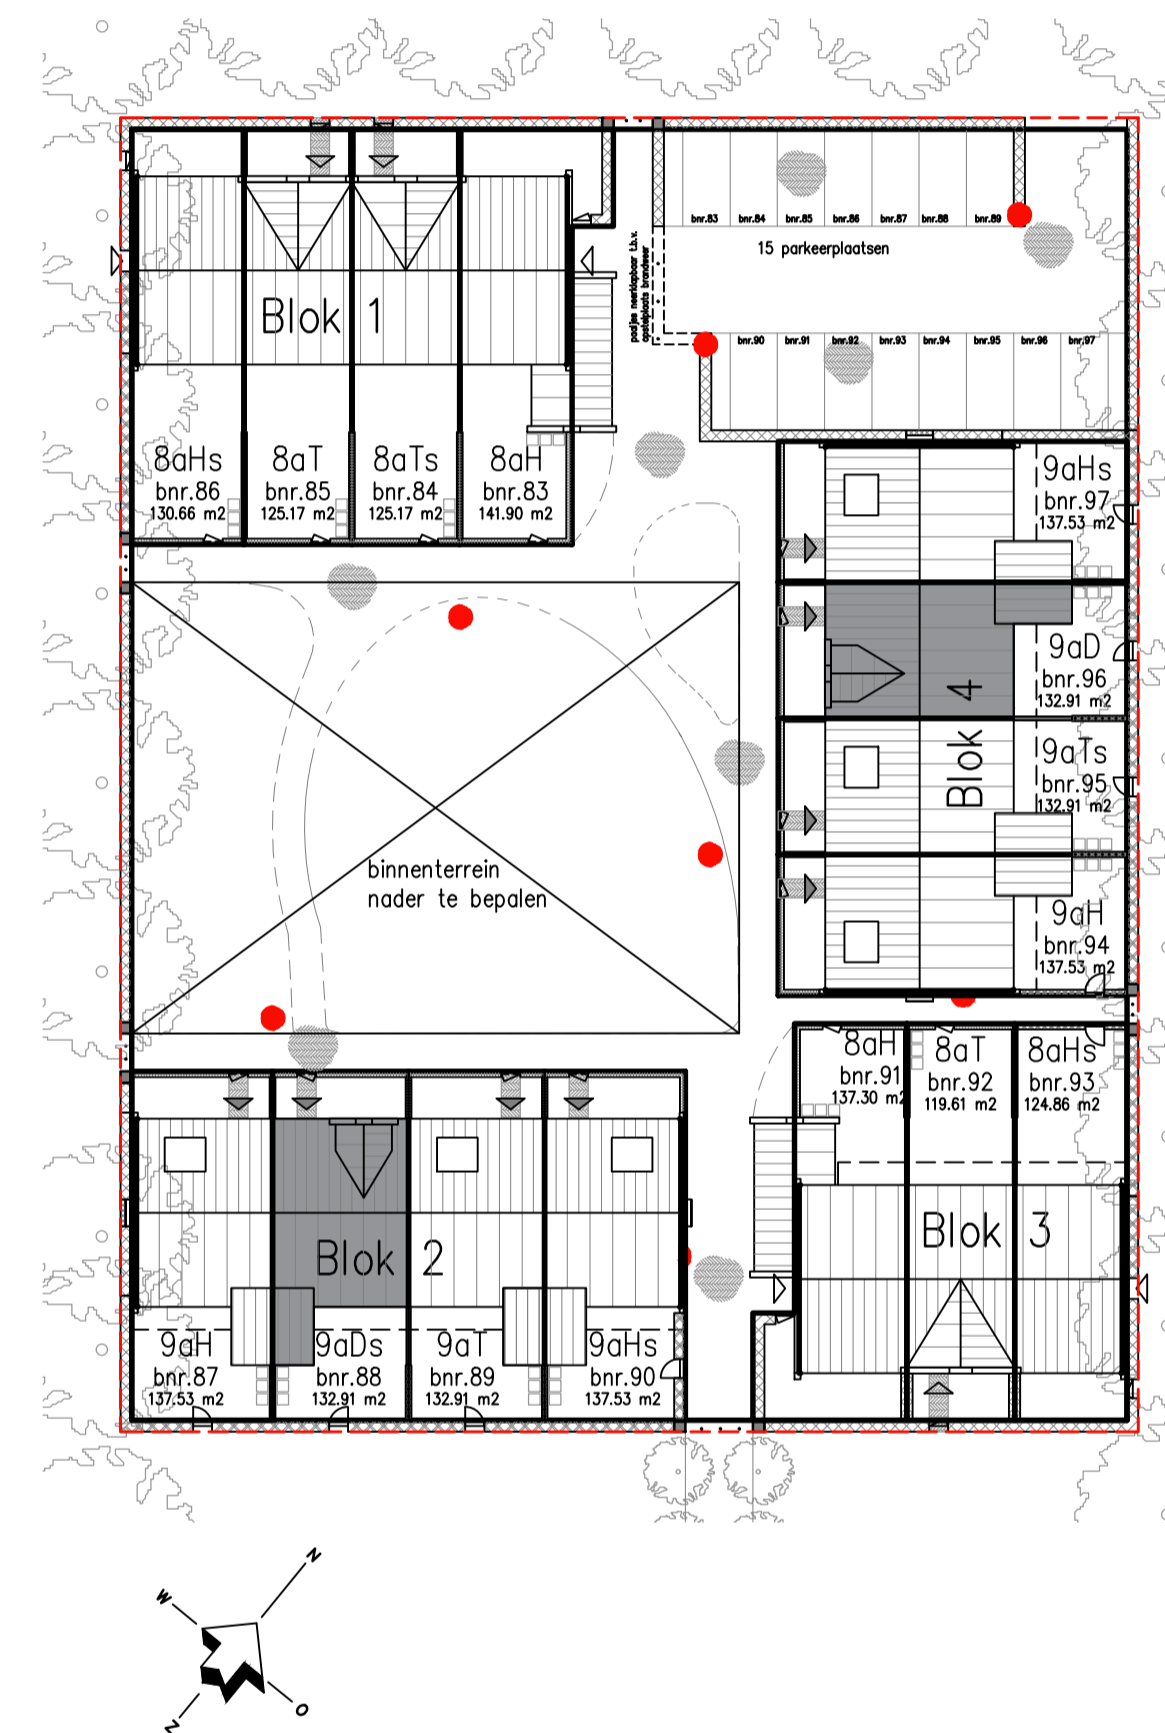 bnr.83 bnr.84 bnr.85 bnr.86 bnr.87 bnr.88 bnr.89
15 parkeerplaatsen
paaltjes neerklapbaar t.b.v.
opstelplaats brandweer
bnr.90 bnr.91 bnr.92 bnr.93 bnr.94 bnr.95 bnr.96 bnr.97
Blok 1
8aHs
bnr.86
130.66 m2
8aT
bnr.85
125.17 m2
8aTs
bnr.84
125.17 m2
8aH
bnr.83
141.90 m2
9aHs
bnr.97
137.53 m2
9aD
bnr.96
132.91 m2
Blok 4
9aTs
bnr.95
132.91 m2
9aH
bnr.94
137.53 m2
binnenterrein
nader te bepalen
8aH
bnr.91
137.30 m2
8aT
bnr.92
119.61 m2
8aHs
bnr.93
124.86 m2
Blok 3
Blok 2
9aH
bnr.87
137.53 m2
9aDs
bnr.88
132.91 m2
9aT
bnr.89
132.91 m2
9aHs
bnr.90
137.53 m2
N
W
O
Z